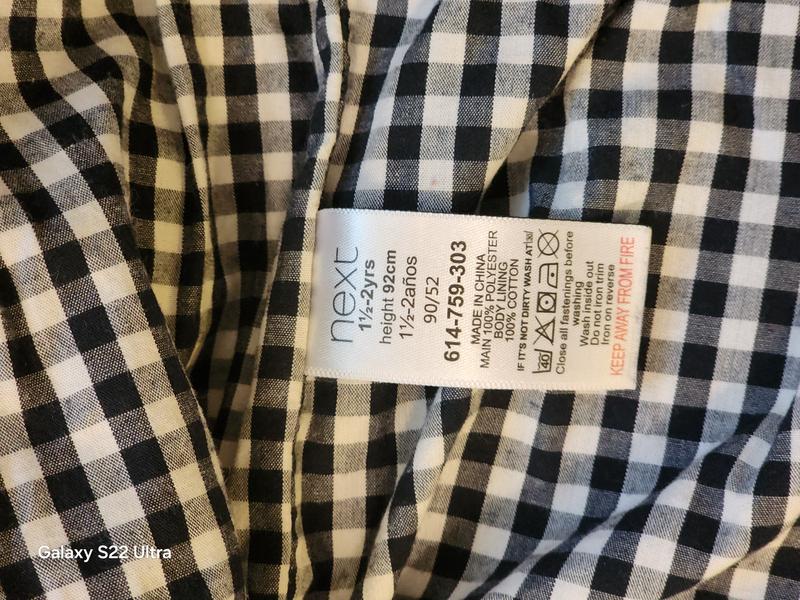 next
1½-2yrs
height 92cm
1½-2años
90/52
614-759-303
MADE IN CHINA
MAIN 100% POLYESTER
BODY LINING
100% COTTON
IF IT'S NOT DIRTY WASH AT
40
Close all fastenings before
washing
Wash inside out
Do not iron trim
Iron on reverse
KEEP AWAY FROM FIRE
Galaxy S22 Ultra